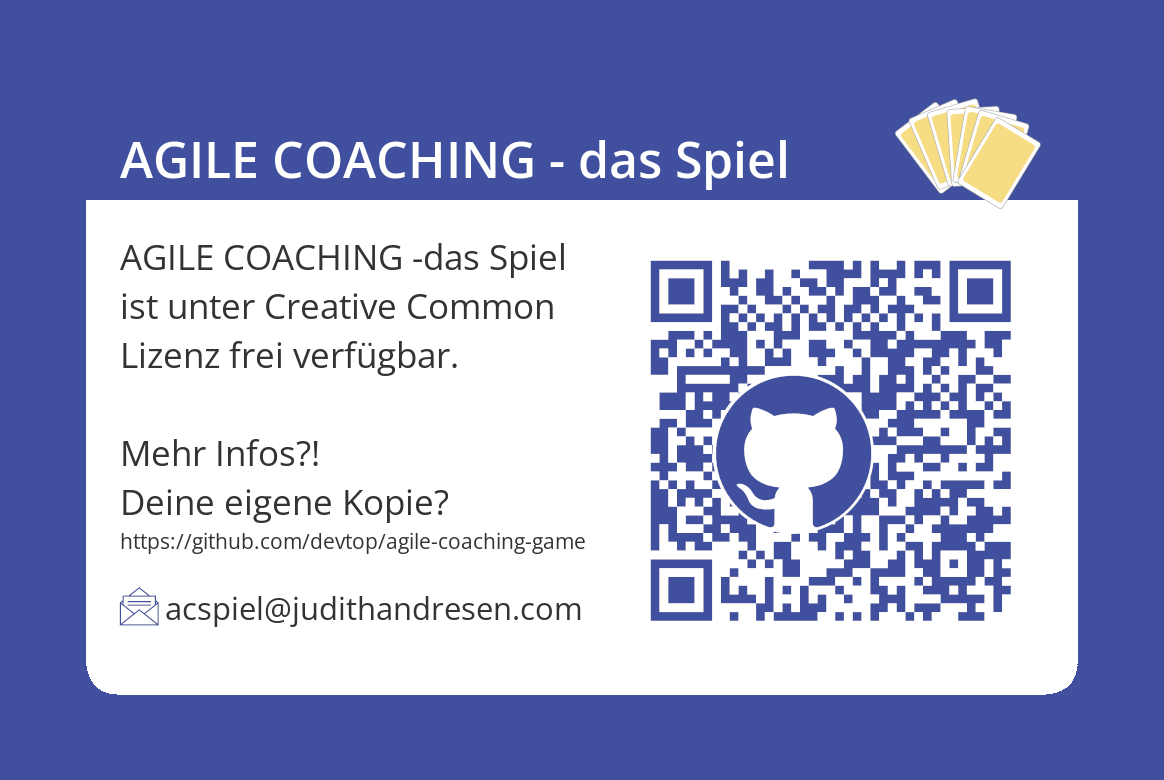 AGILE COACHING - das Spiel
AGILE COACHING -das Spiel
ist unter Creative Common
Lizenz frei verfügbar.
Mehr Infos?!
Deine eigene Kopie?
https://github.com/devtop/agile-coaching-game
acspiel@judithandresen.com